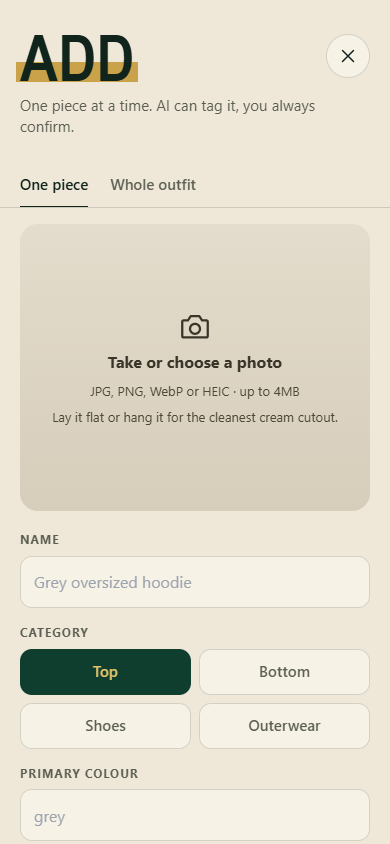 ADD
One piece at a time. AI can tag it, you always
confirm.
One piece
Whole outfit
Take or choose a photo
JPG, PNG, WebP or HEIC · up to 4MB
Lay it flat or hang it for the cleanest cream cutout.
NAME
Grey oversized hoodie
CATEGORY
Top
Bottom
Shoes
Outerwear
PRIMARY COLOUR
grey